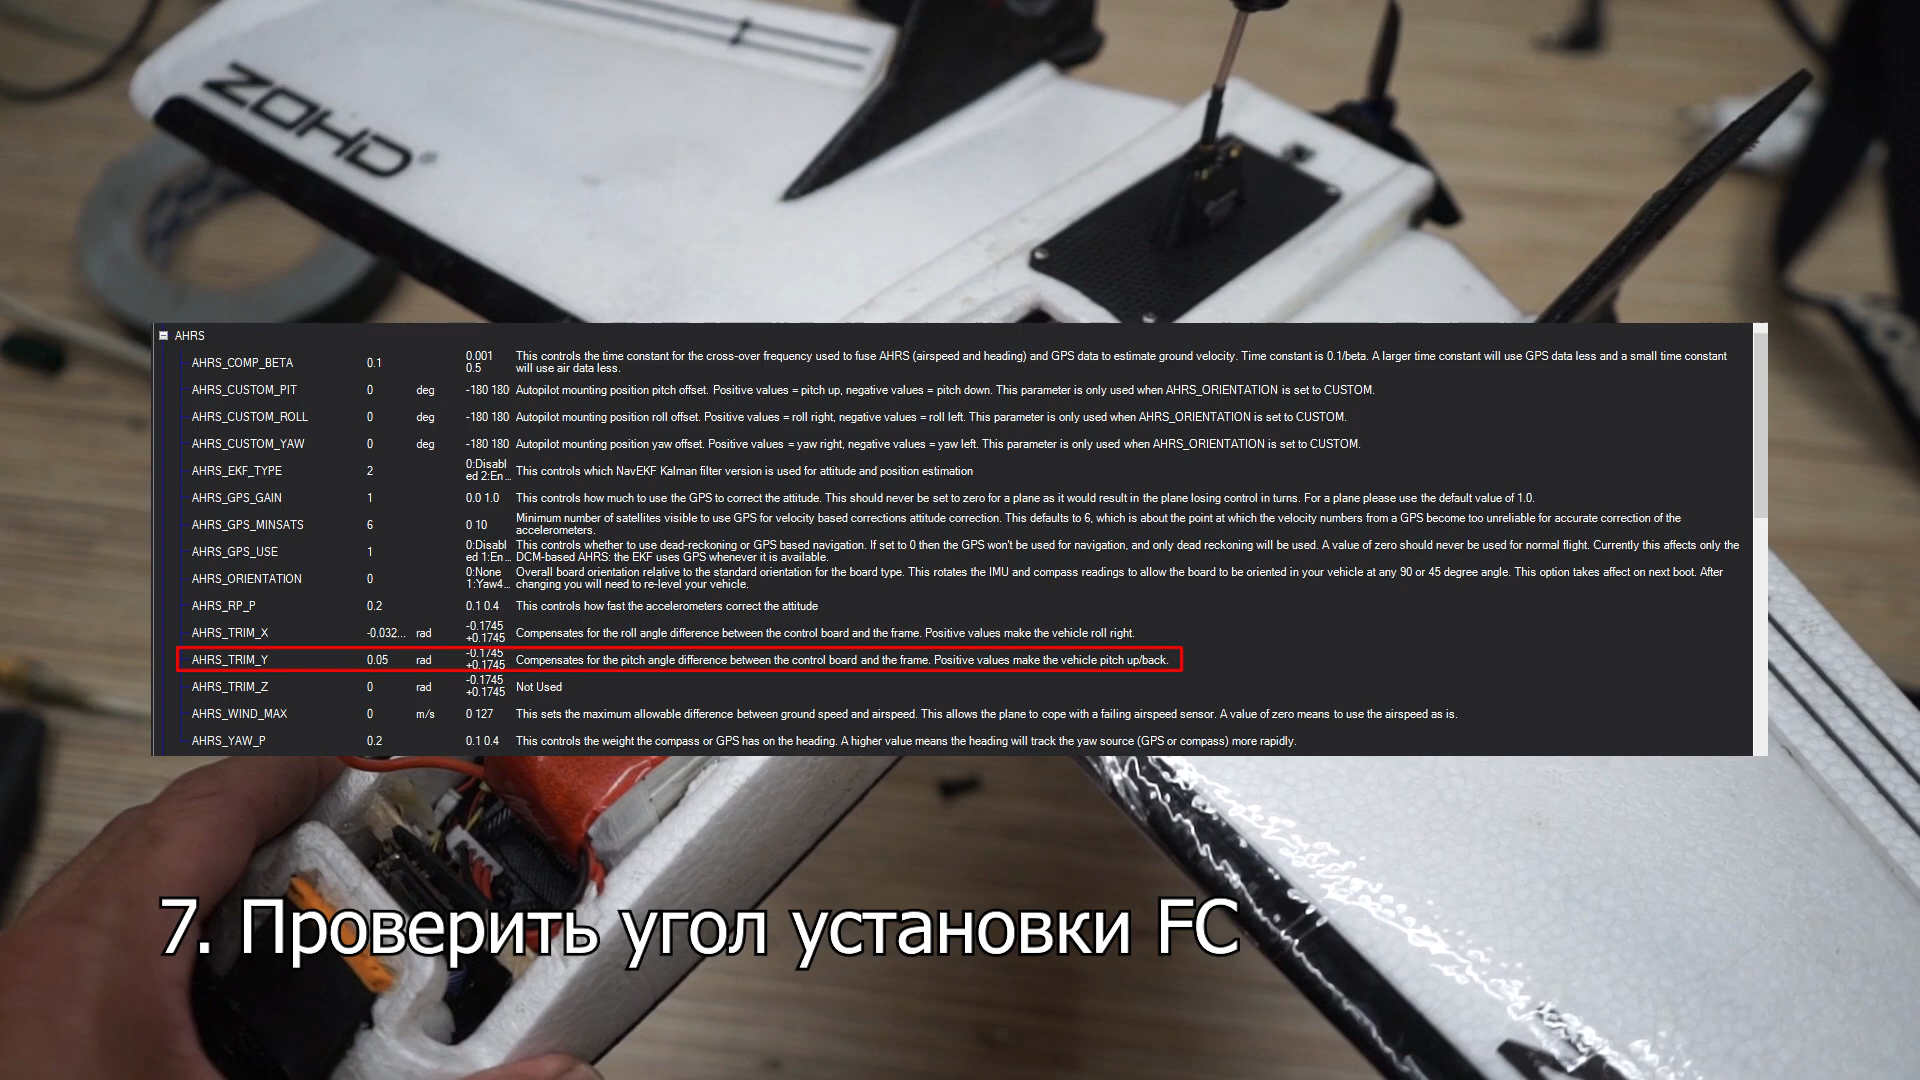 ZOHD
AHRS
AHRS_COMP_BETA 0.1 0.001 0.5 This controls the time constant for the cross-over frequency used to fuse AHRS (airspeed and heading) and GPS data to estimate ground velocity. Time constant is 0.1/beta. A larger time constant will use GPS data less and a small time constant
will use air data less.
AHRS_CUSTOM_PIT 0 deg -180 180 Autopilot mounting position pitch offset. Positive values = pitch up, negative values = pitch down. This parameter is only used when AHRS_ORIENTATION is set to CUSTOM.
AHRS_CUSTOM_ROLL 0 deg -180 180 Autopilot mounting position roll offset. Positive values = roll right, negative values = roll left. This parameter is only used when AHRS_ORIENTATION is set to CUSTOM.
AHRS_CUSTOM_YAW 0 deg -180 180 Autopilot mounting position yaw offset. Positive values = yaw right, negative values = yaw left. This parameter is only used when AHRS_ORIENTATION is set to CUSTOM.
AHRS_EKF_TYPE 2 0:Disabl ed 2:En... This controls which NavEKF Kalman filter version is used for attitude and position estimation
AHRS_GPS_GAIN 1 0.0 1.0 This controls how much to use the GPS to correct the attitude. This should never be set to zero for a plane as it would result in the plane losing control in turns. For a plane please use the default value of 1.0.
AHRS_GPS_MINSATS 6 0 10 Minimum number of satellites visible to use GPS for velocity based corrections attitude correction. This defaults to 6, which is about the point at which the velocity numbers from a GPS become too unreliable for accurate correction of the
accelerometers.
AHRS_GPS_USE 1 0:Disabl ed 1:En... This controls whether to use dead-reckoning or GPS based navigation. If set to 0 then the GPS won't be used for navigation, and only dead reckoning will be used. A value of zero should never be used for normal flight. Currently this affects only the
DCM-based AHRS: the EKF uses GPS whenever it is available.
AHRS_ORIENTATION 0 0:None 1:Yaw4... Overall board orientation relative to the standard orientation for the board type. This rotates the IMU and compass readings to allow the board to be oriented in your vehicle at any 90 or 45 degree angle. This option takes affect on next boot. After
changing you will need to re-level your vehicle.
AHRS_RP_P 0.2 0.1 0.4 This controls how fast the accelerometers correct the attitude
AHRS_TRIM_X -0.032... rad -0.1745 +0.1745 Compensates for the roll angle difference between the control board and the frame. Positive values make the vehicle roll right.
AHRS_TRIM_Y 0.05 rad -0.1745 +0.1745 Compensates for the pitch angle difference between the control board and the frame. Positive values make the vehicle pitch up/back.
AHRS_TRIM_Z 0 rad -0.1745 +0.1745 Not Used
AHRS_WIND_MAX 0 m/s 0 127 This sets the maximum allowable difference between ground speed and airspeed. This allows the plane to cope with a failing airspeed sensor. A value of zero means to use the airspeed as is.
AHRS_YAW_P 0.2 0.1 0.4 This controls the weight the compass or GPS has on the heading. A higher value means the heading will track the yaw source (GPS or compass) more rapidly.
7. Проверить угол установки FC